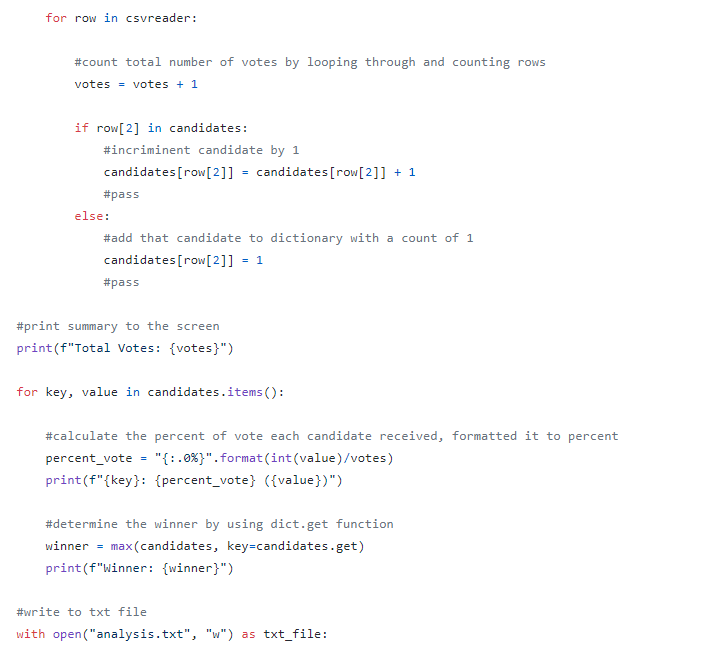 for row in csvreader:
#count total number of votes by looping through and counting rows
votes = votes + 1
if row[2] in candidates:
#incriminent candidate by 1
candidates[row[2]] = candidates[row[2]] + 1
#pass
else:
#add that candidate to dictionary with a count of 1
candidates[row[2]] = 1
#pass
#print summary to the screen
print(f"Total Votes: {votes}")
for key, value in candidates.items():
#calculate the percent of vote each candidate received, formatted it to percent
percent_vote = "{:.0%}".format(int(value)/votes)
print(f"{key}: {percent_vote} ({value})")
#determine the winner by using dict.get function
winner = max(candidates, key=candidates.get)
print(f"Winner: {winner}")
#write to txt file
with open("analysis.txt", "w") as txt_file: